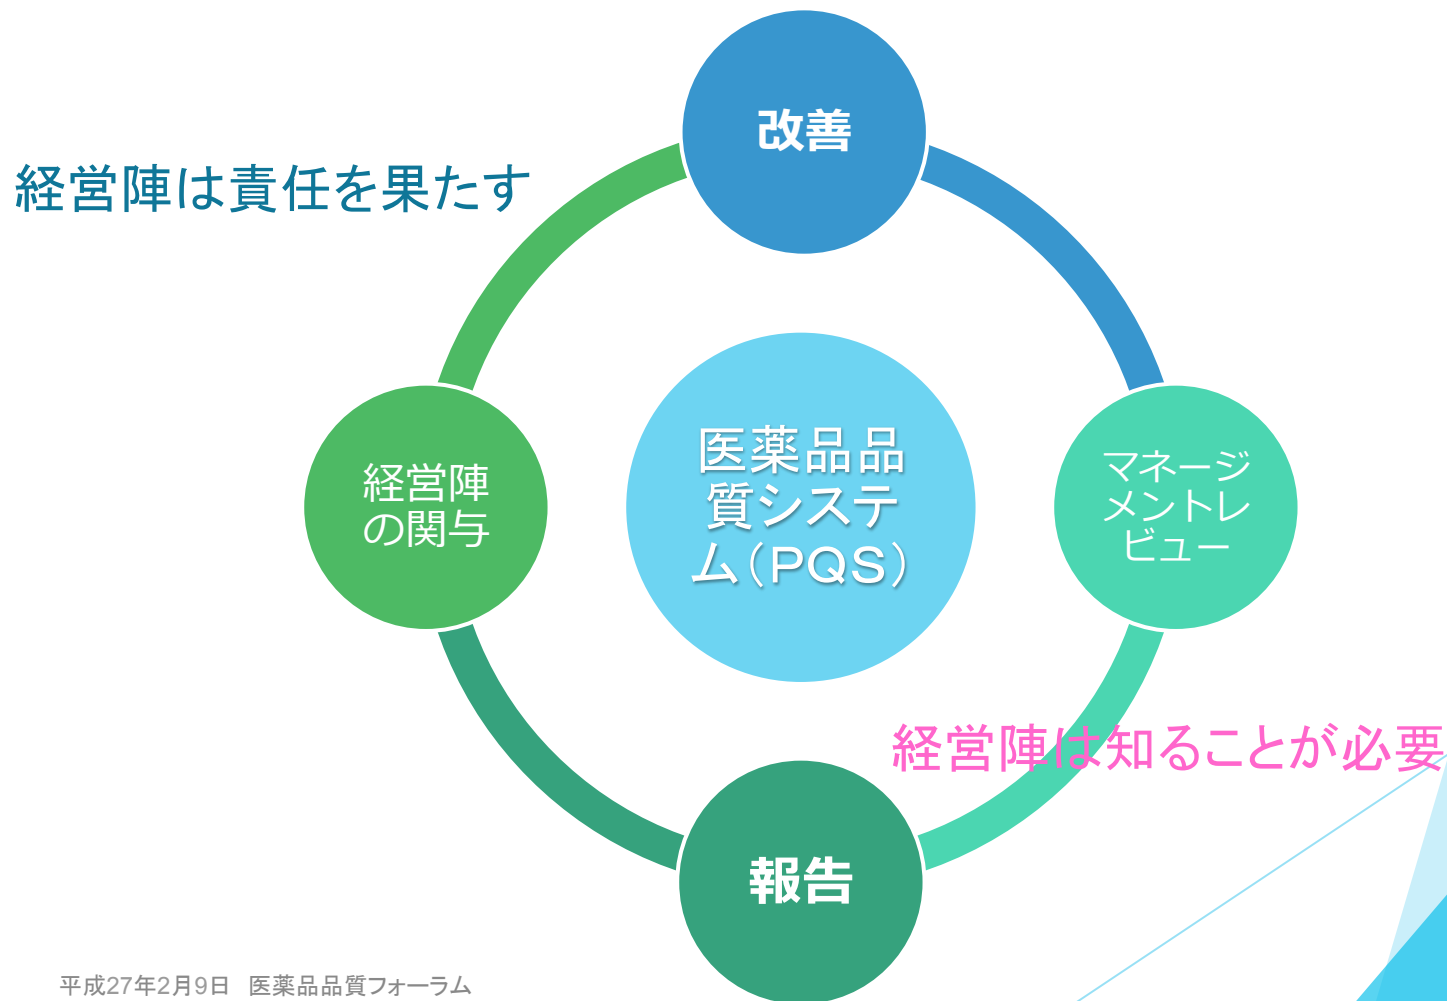 改善
経営陣は責任を果たす
経営陣
の関与
医薬品品
質システ
ム（PQS）
マネージ
メントレ
ビュー
経営陣は知ることが必要
報告
平成27年2月9日 医薬品品質フォーラム